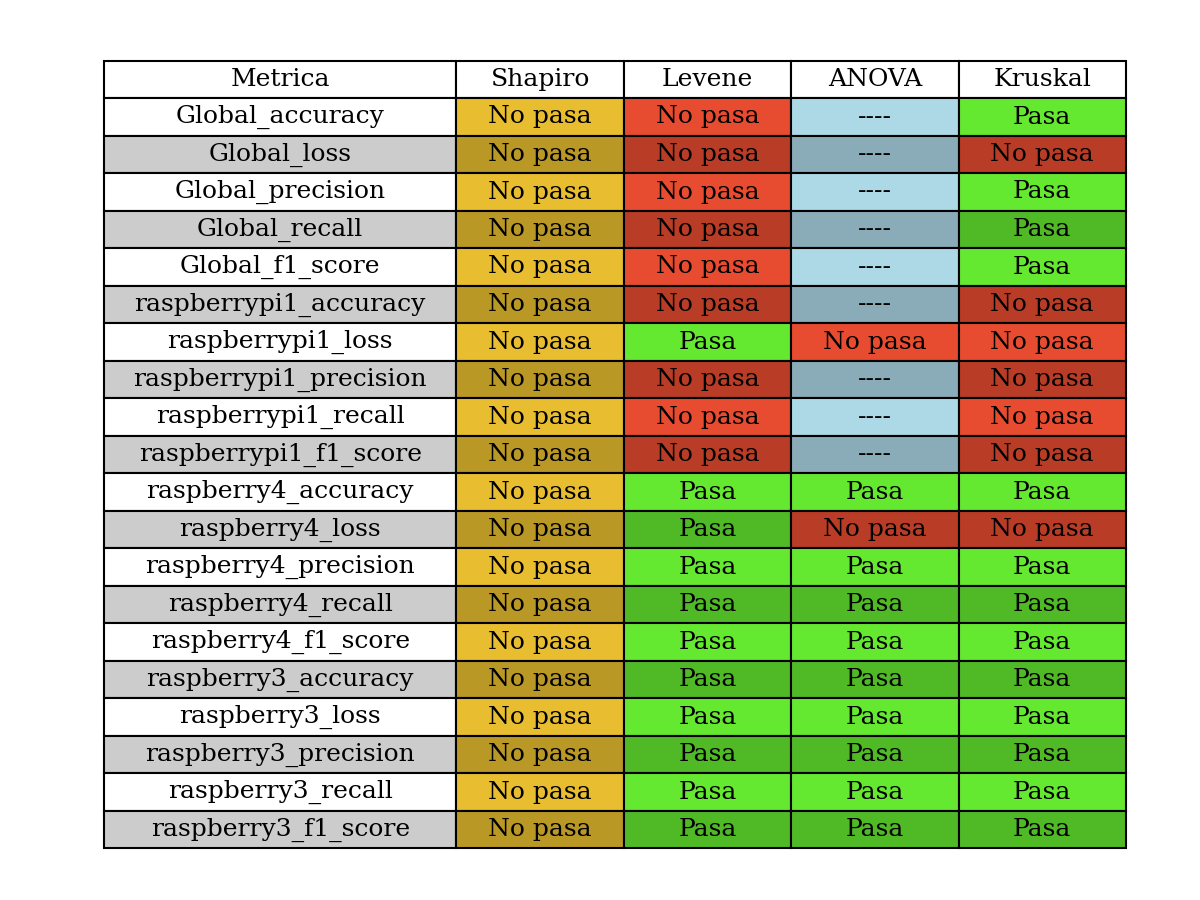 Metrica Shapiro Levene ANOVA Kruskal
Global_accuracy No pasa No pasa ---- Pasa
Global_loss No pasa No pasa ---- No pasa
Global_precision No pasa No pasa ---- Pasa
Global_recall No pasa No pasa ---- Pasa
Global_f1_score No pasa No pasa ---- Pasa
raspberrypi1_accuracy No pasa No pasa ---- No pasa
raspberrypi1_loss No pasa Pasa No pasa No pasa
raspberrypi1_precision No pasa No pasa ---- No pasa
raspberrypi1_recall No pasa No pasa ---- No pasa
raspberrypi1_f1_score No pasa No pasa ---- No pasa
raspberry4_accuracy No pasa Pasa Pasa Pasa
raspberry4_loss No pasa Pasa No pasa No pasa
raspberry4_precision No pasa Pasa Pasa Pasa
raspberry4_recall No pasa Pasa Pasa Pasa
raspberry4_f1_score No pasa Pasa Pasa Pasa
raspberry3_accuracy No pasa Pasa Pasa Pasa
raspberry3_loss No pasa Pasa Pasa Pasa
raspberry3_precision No pasa Pasa Pasa Pasa
raspberry3_recall No pasa Pasa Pasa Pasa
raspberry3_f1_score No pasa Pasa Pasa Pasa